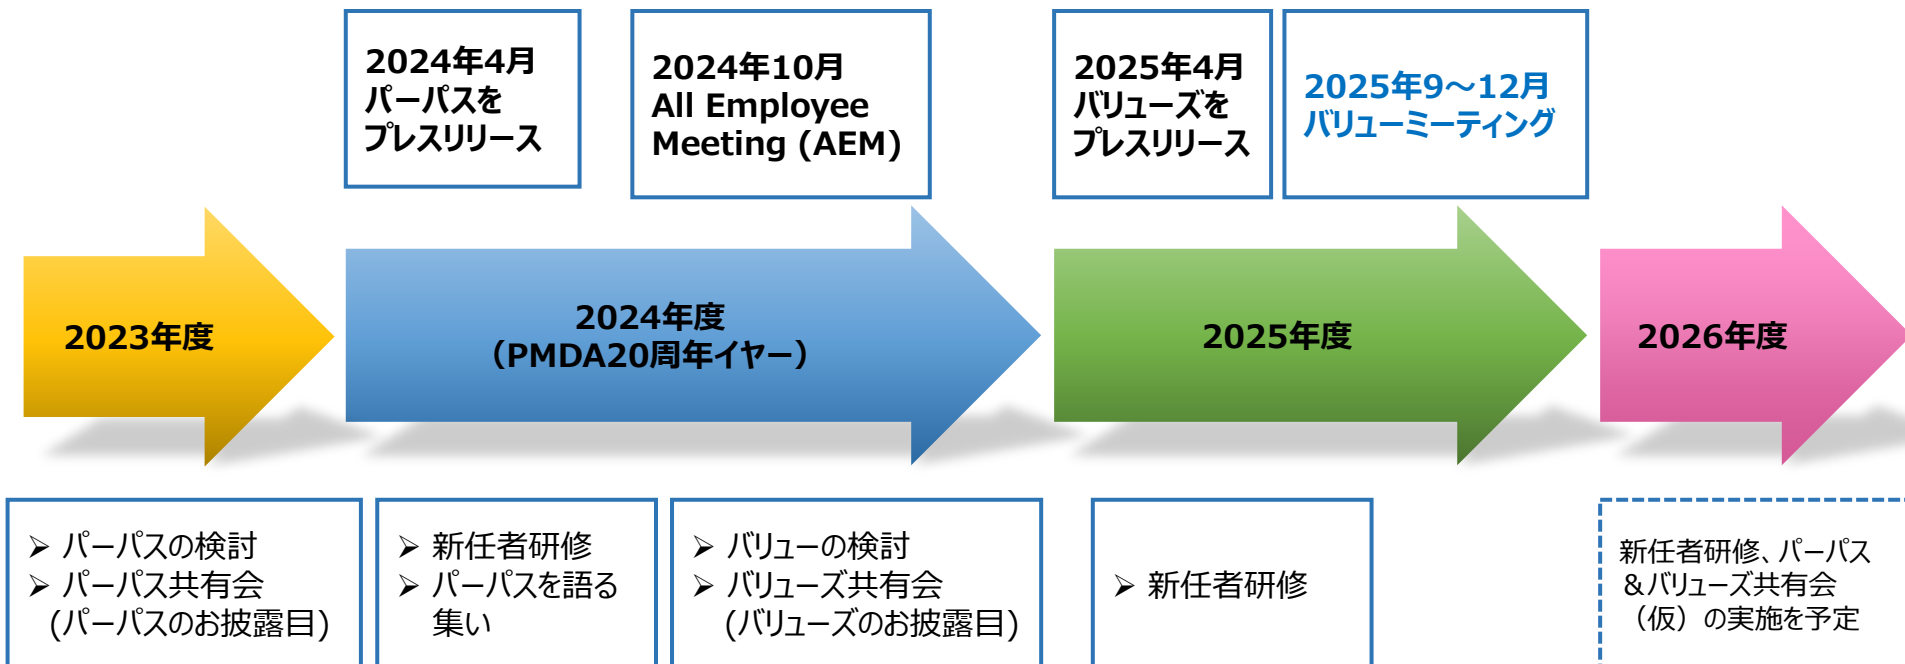 2024年4月
パーパスを
プレスリリース
2024年10月
All Employee
Meeting (AEM)
2025年4月
バリューズを
プレスリリース
2025年9～12月
バリューミーティング
2023年度
2024年度
（PMDA20周年イヤー）
2025年度
2026年度
➢ パーパスの検討
➢ パーパス共有会
(パーパスのお披露目)
➢ 新任者研修
➢ パーパスを語る
集い
➢ バリューの検討
➢ バリューズ共有会
(バリューズのお披露目)
➢ 新任者研修
新任者研修、パーパス
＆バリューズ共有会
（仮）の実施を予定